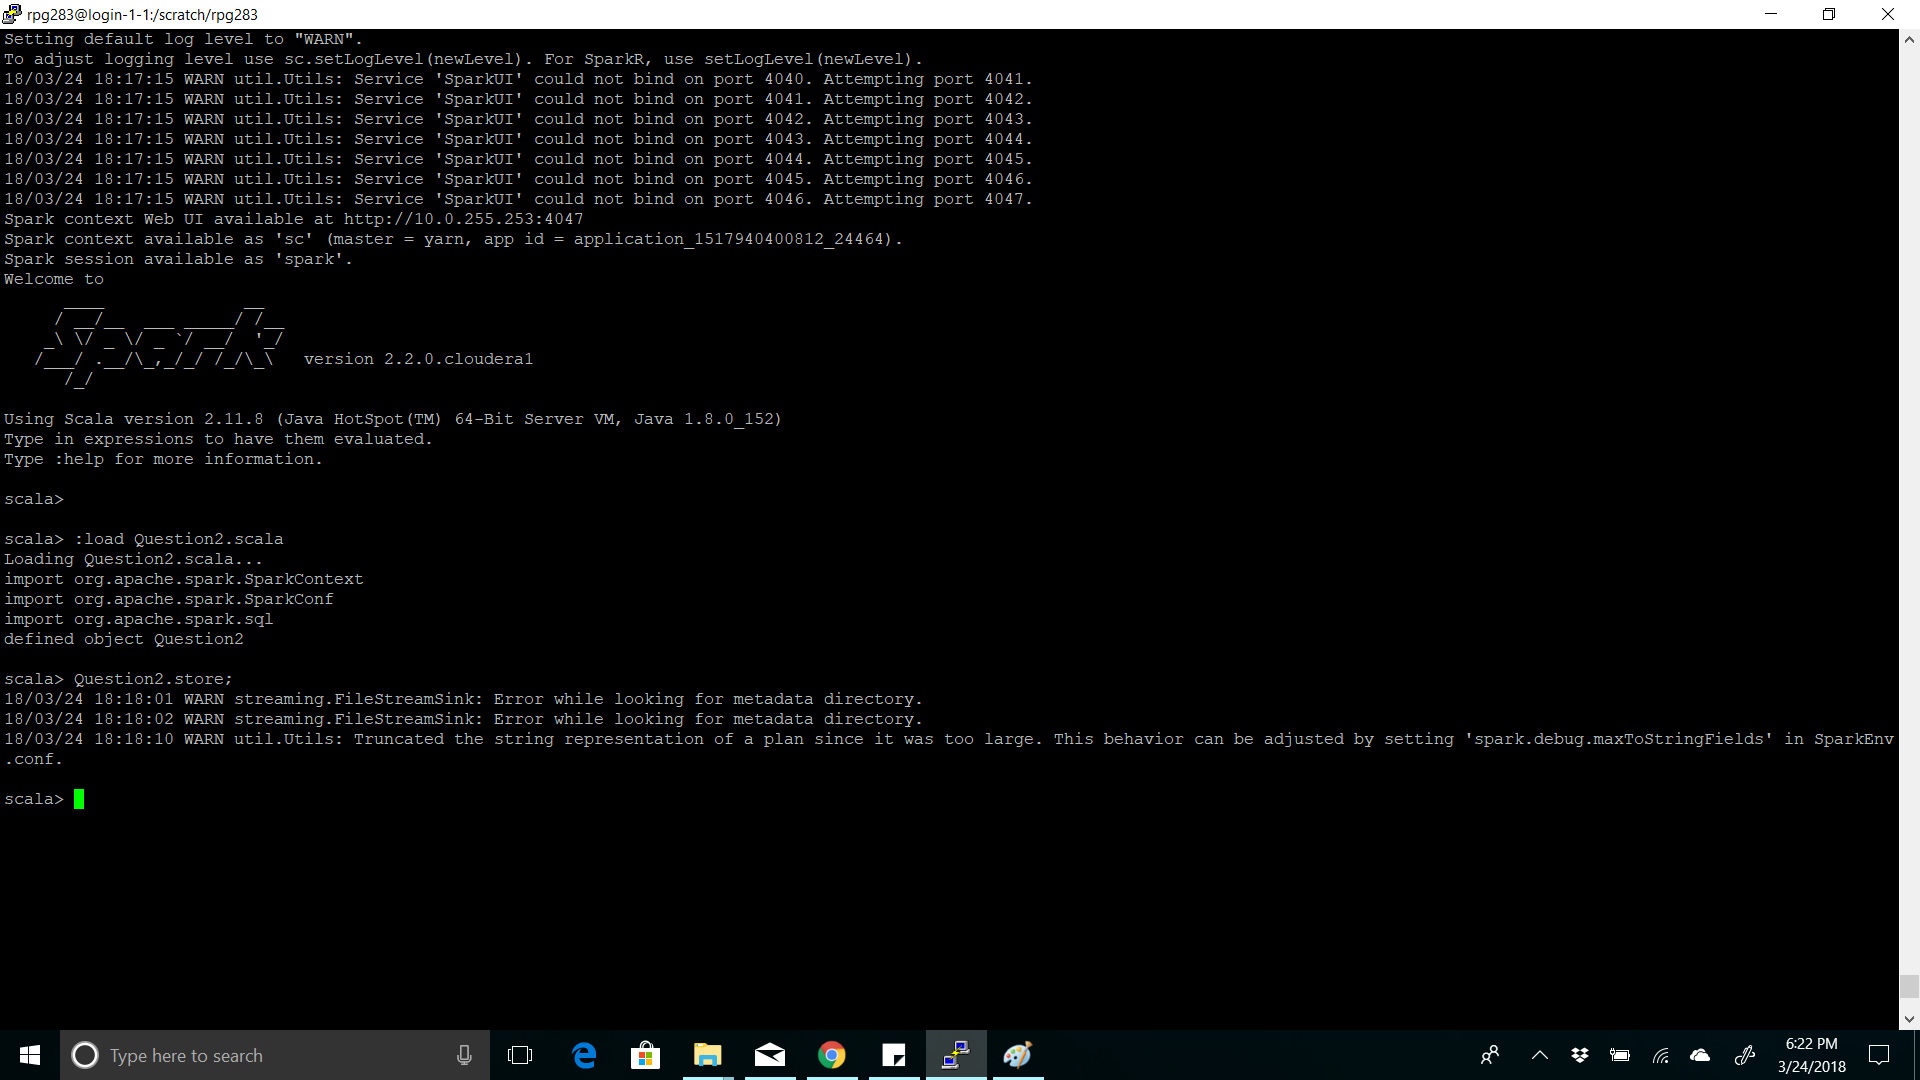 rpg283@login-1-1:/scratch/rpg283
Setting default log level to "WARN".
To adjust logging level use sc.setLogLevel(newLevel). For SparkR, use setLogLevel(newLevel).
18/03/24 18:17:15 WARN util.Utils: Service 'SparkUI' could not bind on port 4040. Attempting port 4041.
18/03/24 18:17:15 WARN util.Utils: Service 'SparkUI' could not bind on port 4041. Attempting port 4042.
18/03/24 18:17:15 WARN util.Utils: Service 'SparkUI' could not bind on port 4042. Attempting port 4043.
18/03/24 18:17:15 WARN util.Utils: Service 'SparkUI' could not bind on port 4043. Attempting port 4044.
18/03/24 18:17:15 WARN util.Utils: Service 'SparkUI' could not bind on port 4044. Attempting port 4045.
18/03/24 18:17:15 WARN util.Utils: Service 'SparkUI' could not bind on port 4045. Attempting port 4046.
18/03/24 18:17:15 WARN util.Utils: Service 'SparkUI' could not bind on port 4046. Attempting port 4047.
Spark context Web UI available at http://10.0.255.253:4047
Spark context available as 'sc' (master = yarn, app id = application_1517940400812_24464).
Spark session available as 'spark'.
Welcome to
      ____              __
     / __/__  ___ _____/ /__
    _\ \/ _ \/ _ `/ __/  '_/
   /___/ .__/\_,_/_/ /_/\_\   version 2.2.0.cloudera1
      /_/
Using Scala version 2.11.8 (Java HotSpot(TM) 64-Bit Server VM, Java 1.8.0_152)
Type in expressions to have them evaluated.
Type :help for more information.
scala>
scala> :load Question2.scala
Loading Question2.scala...
import org.apache.spark.SparkContext
import org.apache.spark.SparkConf
import org.apache.spark.sql
defined object Question2
scala> Question2.store;
18/03/24 18:18:01 WARN streaming.FileStreamSink: Error while looking for metadata directory.
18/03/24 18:18:02 WARN streaming.FileStreamSink: Error while looking for metadata directory.
18/03/24 18:18:10 WARN util.Utils: Truncated the string representation of a plan since it was too large. This behavior can be adjusted by setting 'spark.debug.maxToStringFields' in SparkEnv
.conf.
scala>
Type here to search
6:22 PM
3/24/2018